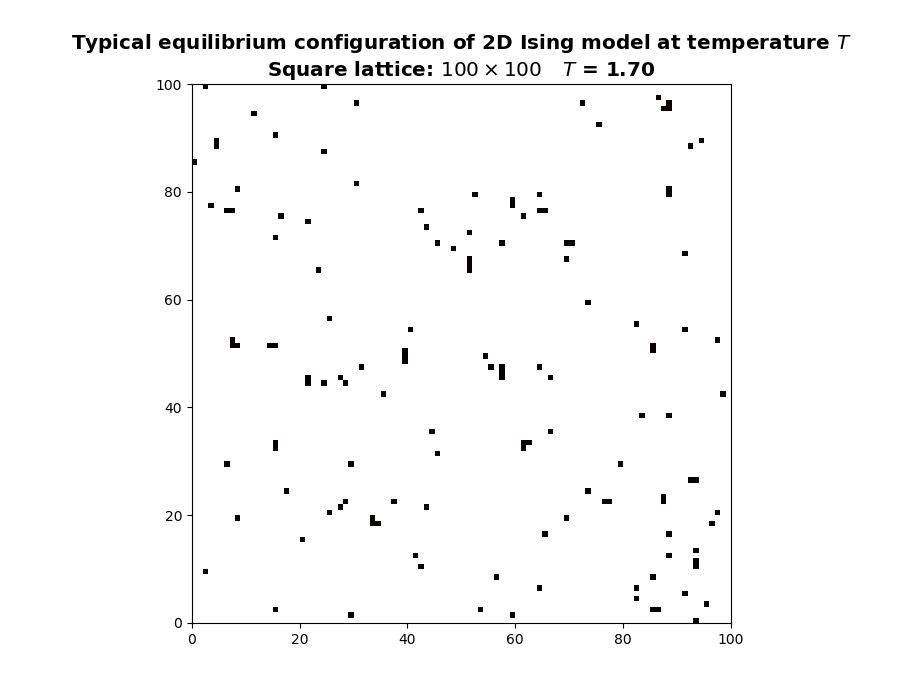 Typical equilibrium configuration of 2D Ising model at temperature T
Square lattice: 100 × 100 T = 1.70
100
80
60
40
20
0
0 20 40 60 80 100